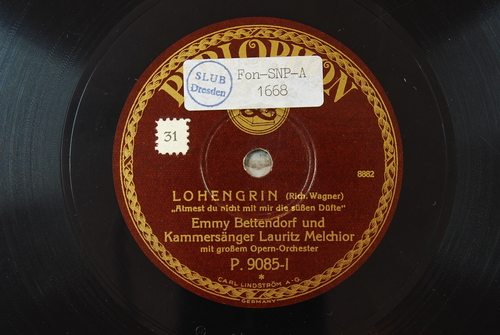 PARLOPHON
SLUB
Dresden
Fon-SNP-A
1668
31
8882
LOHENGRIN (Rich. Wagner)
„Atmest du nicht mit mir die süßen Düfte“
Emmy Bettendorf und
Kammersänger Lauritz Melchior
mit großem Opern-Orchester
P. 9085-I
*
CARL LINDSTRÖM A-G.
GERMANY